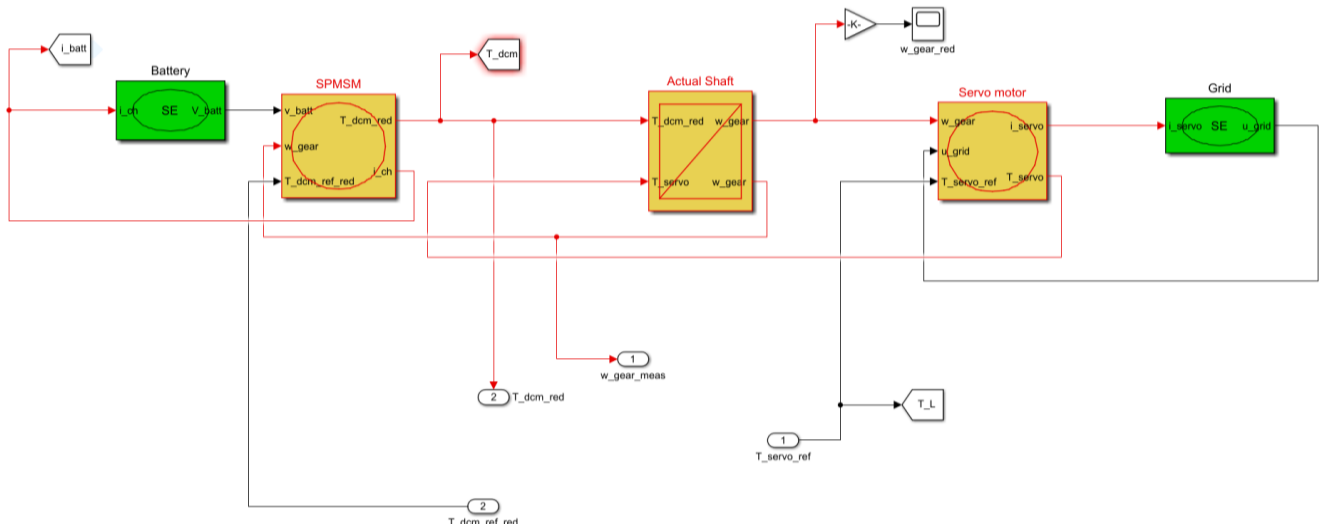 i_batt
Battery
i_ch
SE
V_batt
SPMSM
v_batt
T_dcm_red
w_gear
i_ch
T_dcm_ref_red
T_dcm
Actual Shaft
T_dcm_red
w_gear
T_servo
w_gear
-K-
w_gear_red
Servo motor
w_gear
i_servo
u_grid
T_servo_ref
T_servo
Grid
i_servo
SE
u_grid
1
w_gear_meas
2
T_dcm_red
T_L
1
T_servo_ref
2
T_dcm_ref_red